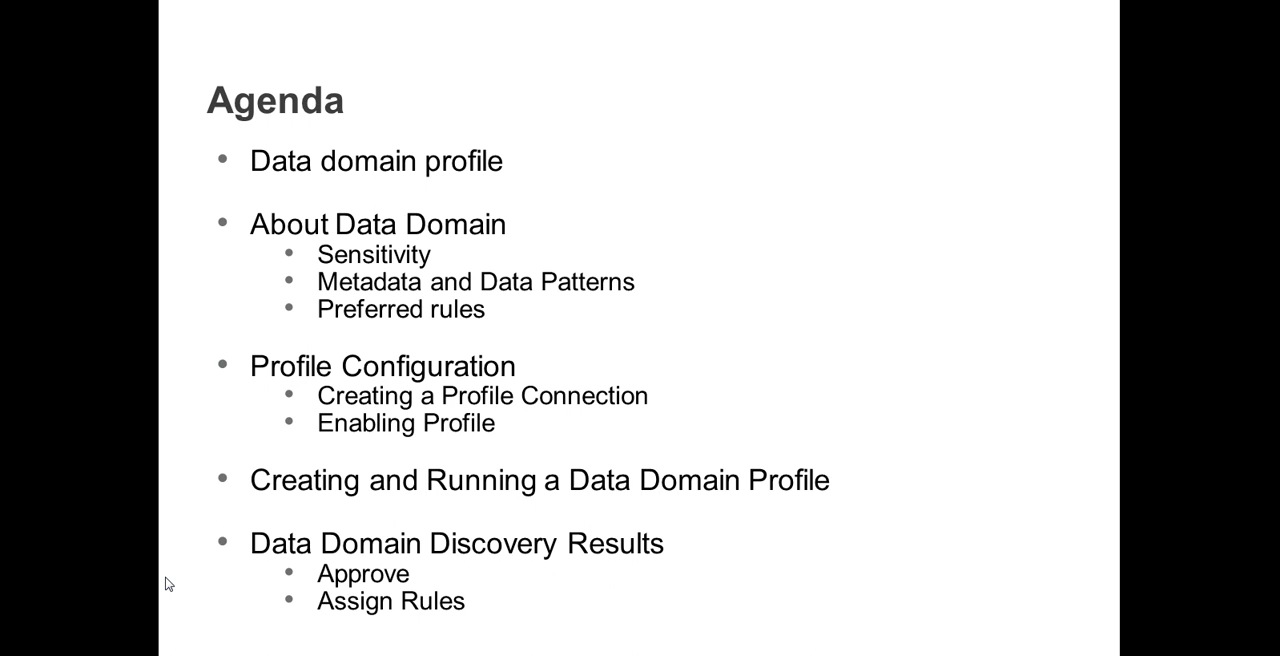 Agenda
Data domain profile
About Data Domain
Sensitivity
Metadata and Data Patterns
Preferred rules
Profile Configuration
Creating a Profile Connection
Enabling Profile
Creating and Running a Data Domain Profile
Data Domain Discovery Results
Approve
Assign Rules